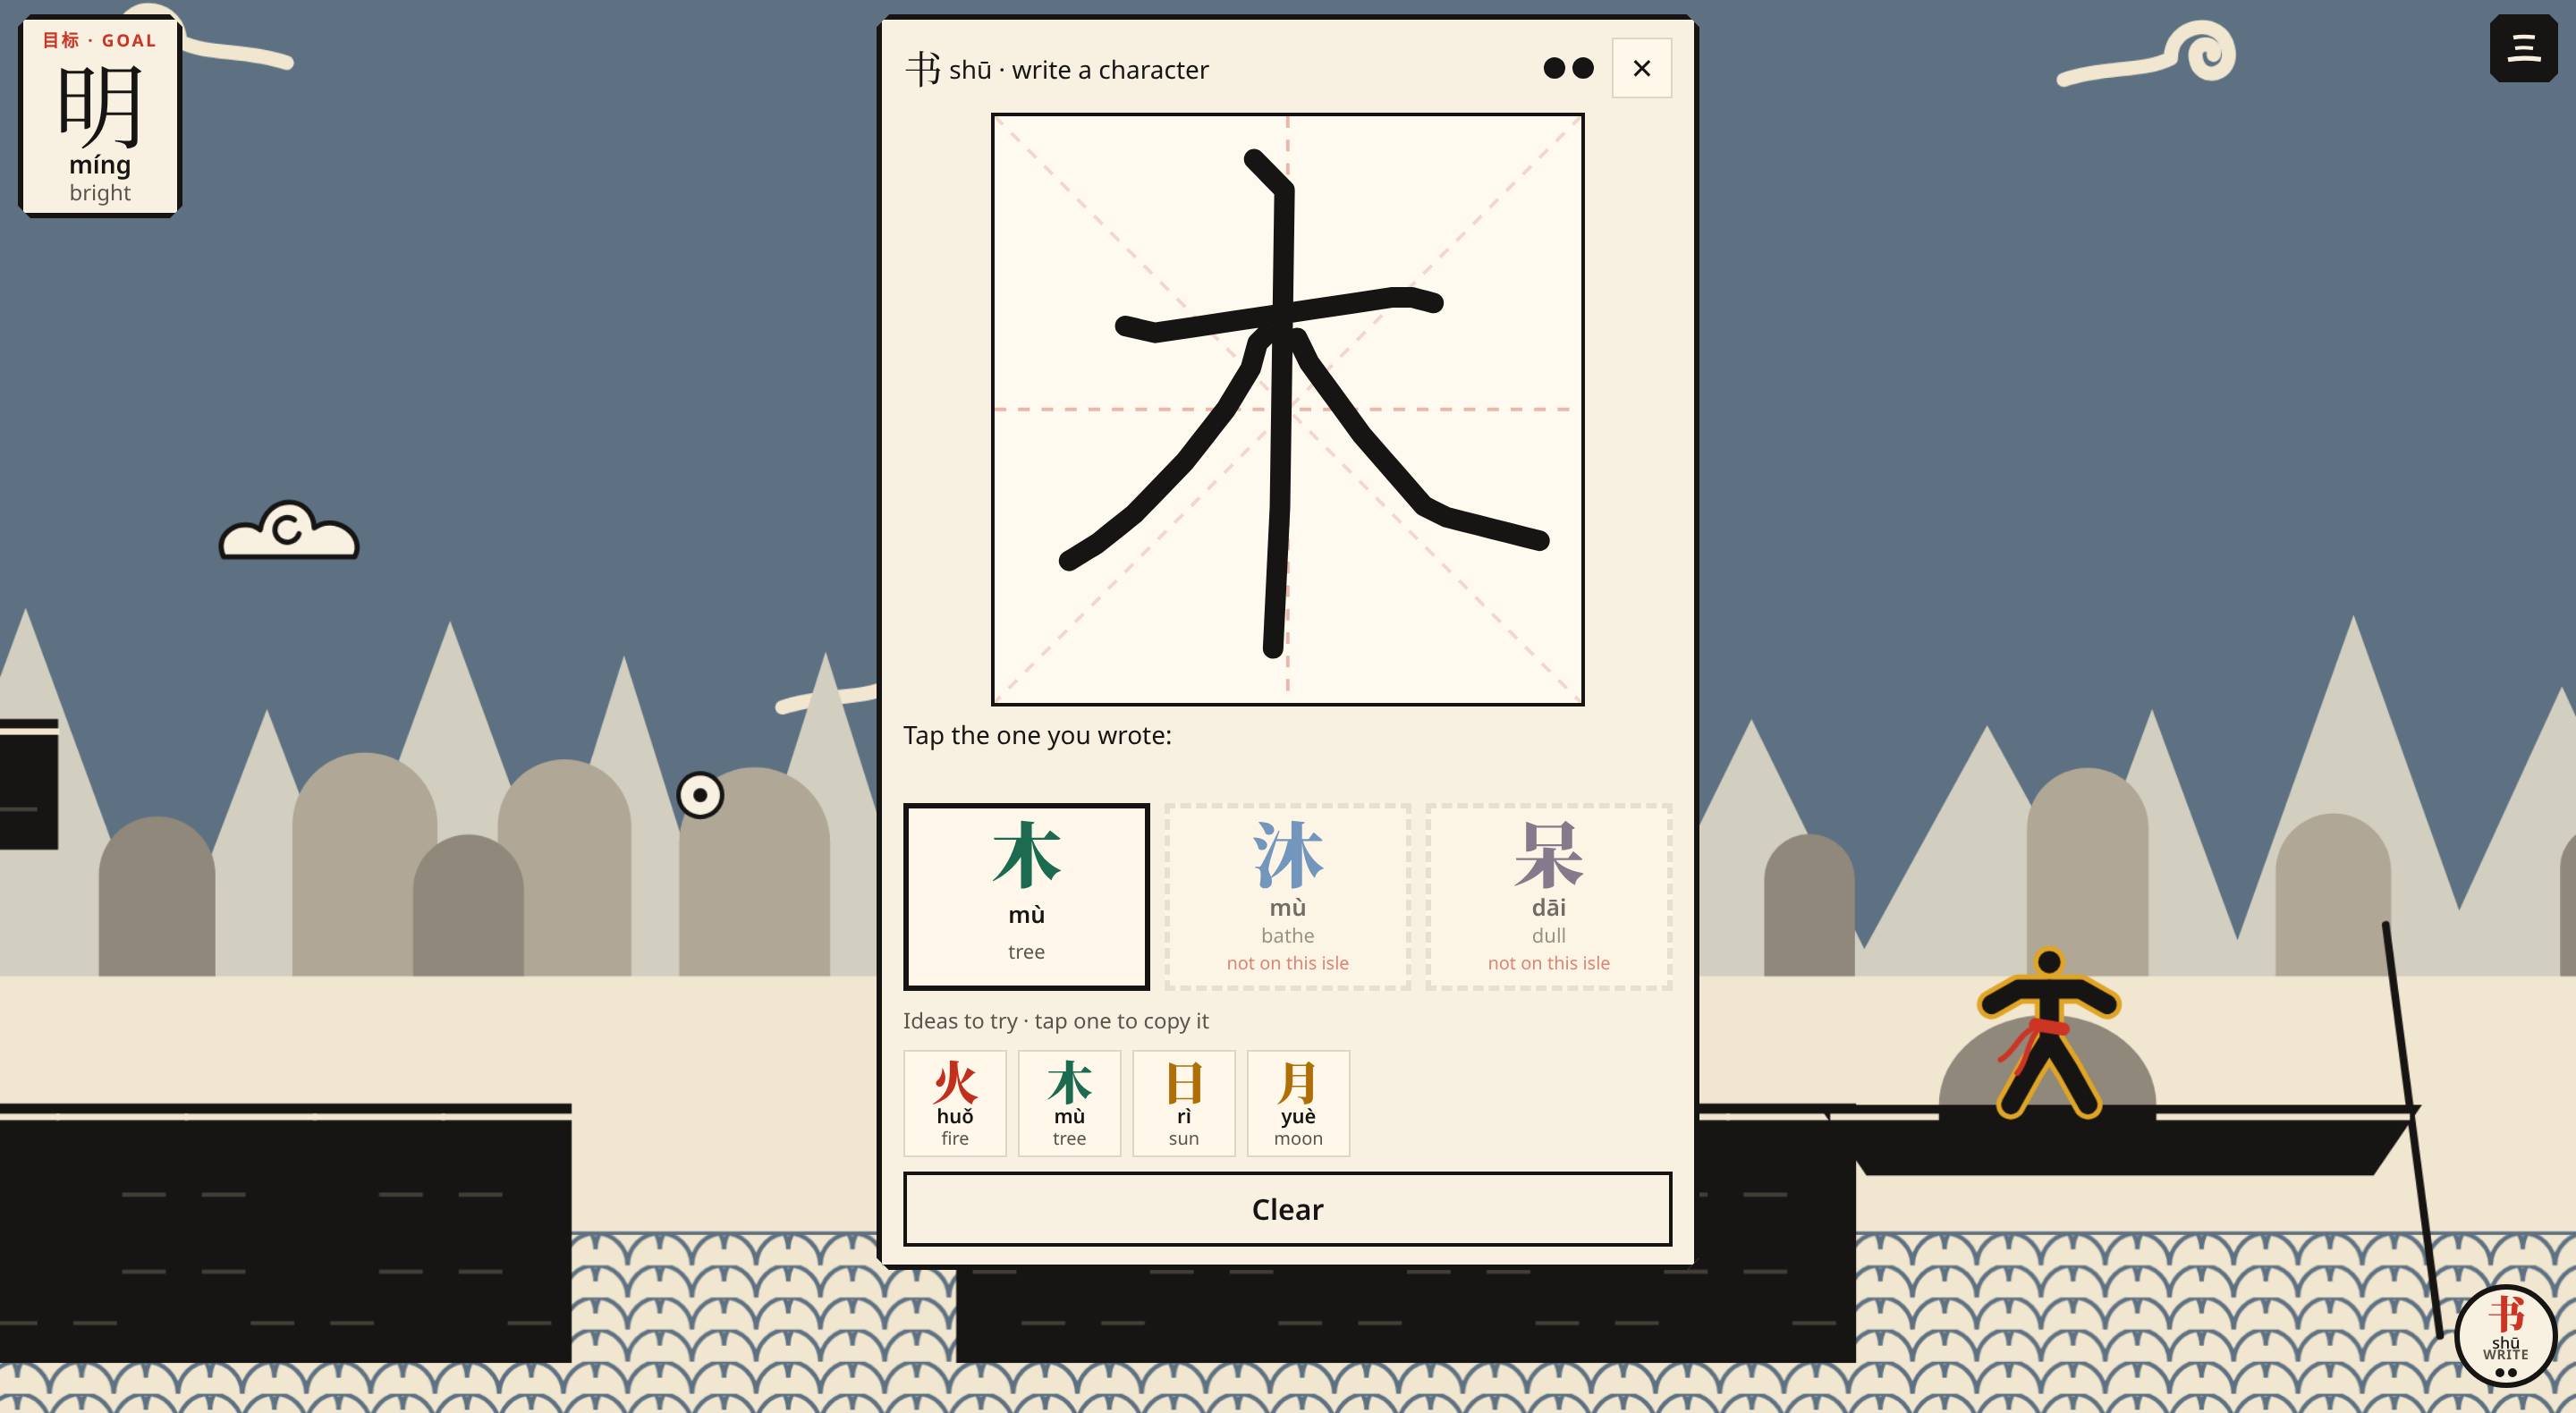 目标 · GOAL
明
míng
bright
书 shū · write a character
✕
三
木
Tap the one you wrote:
木
mù
tree
沐
mù
bathe
not on this isle
呆
dāi
dull
not on this isle
Ideas to try · tap one to copy it
火
huǒ
fire
木
mù
tree
日
rì
sun
月
yuè
moon
Clear
书
shū
WRITE